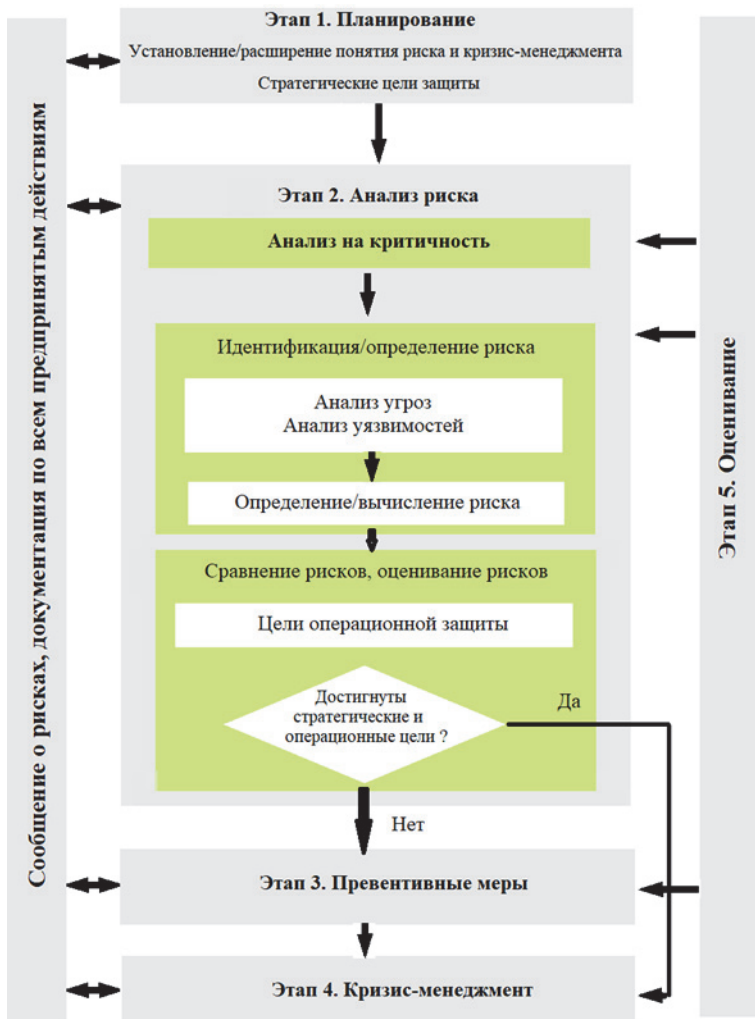 Этап 1. Планирование
Установление/расширение понятия риска и кризис-менеджмента
Стратегические цели защиты
Сообщение о рисках, документация по всем предпринятым действиям
Этап 2. Анализ риска
Анализ на критичность
Идентификация/определение риска
Анализ угроз
Анализ уязвимостей
Определение/вычисление риска
Сравнение рисков, оценивание рисков
Цели операционной защиты
Достигнуты
стратегические и
операционные цели ?
Да
Нет
Этап 3. Превентивные меры
Этап 4. Кризис-менеджмент
Этап 5. Оценивание